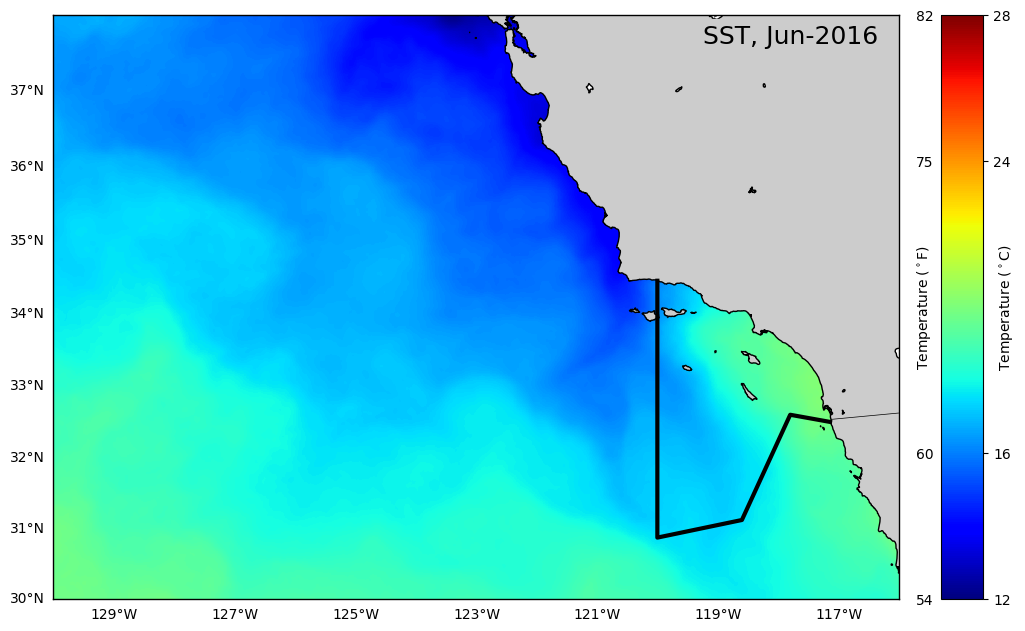 SST, Jun-2016
37°N
36°N
35°N
34°N
33°N
32°N
31°N
30°N
129°W
127°W
125°W
123°W
121°W
119°W
117°W
82
75
60
54
Temperature (°F)
28
24
16
12
Temperature (°C)